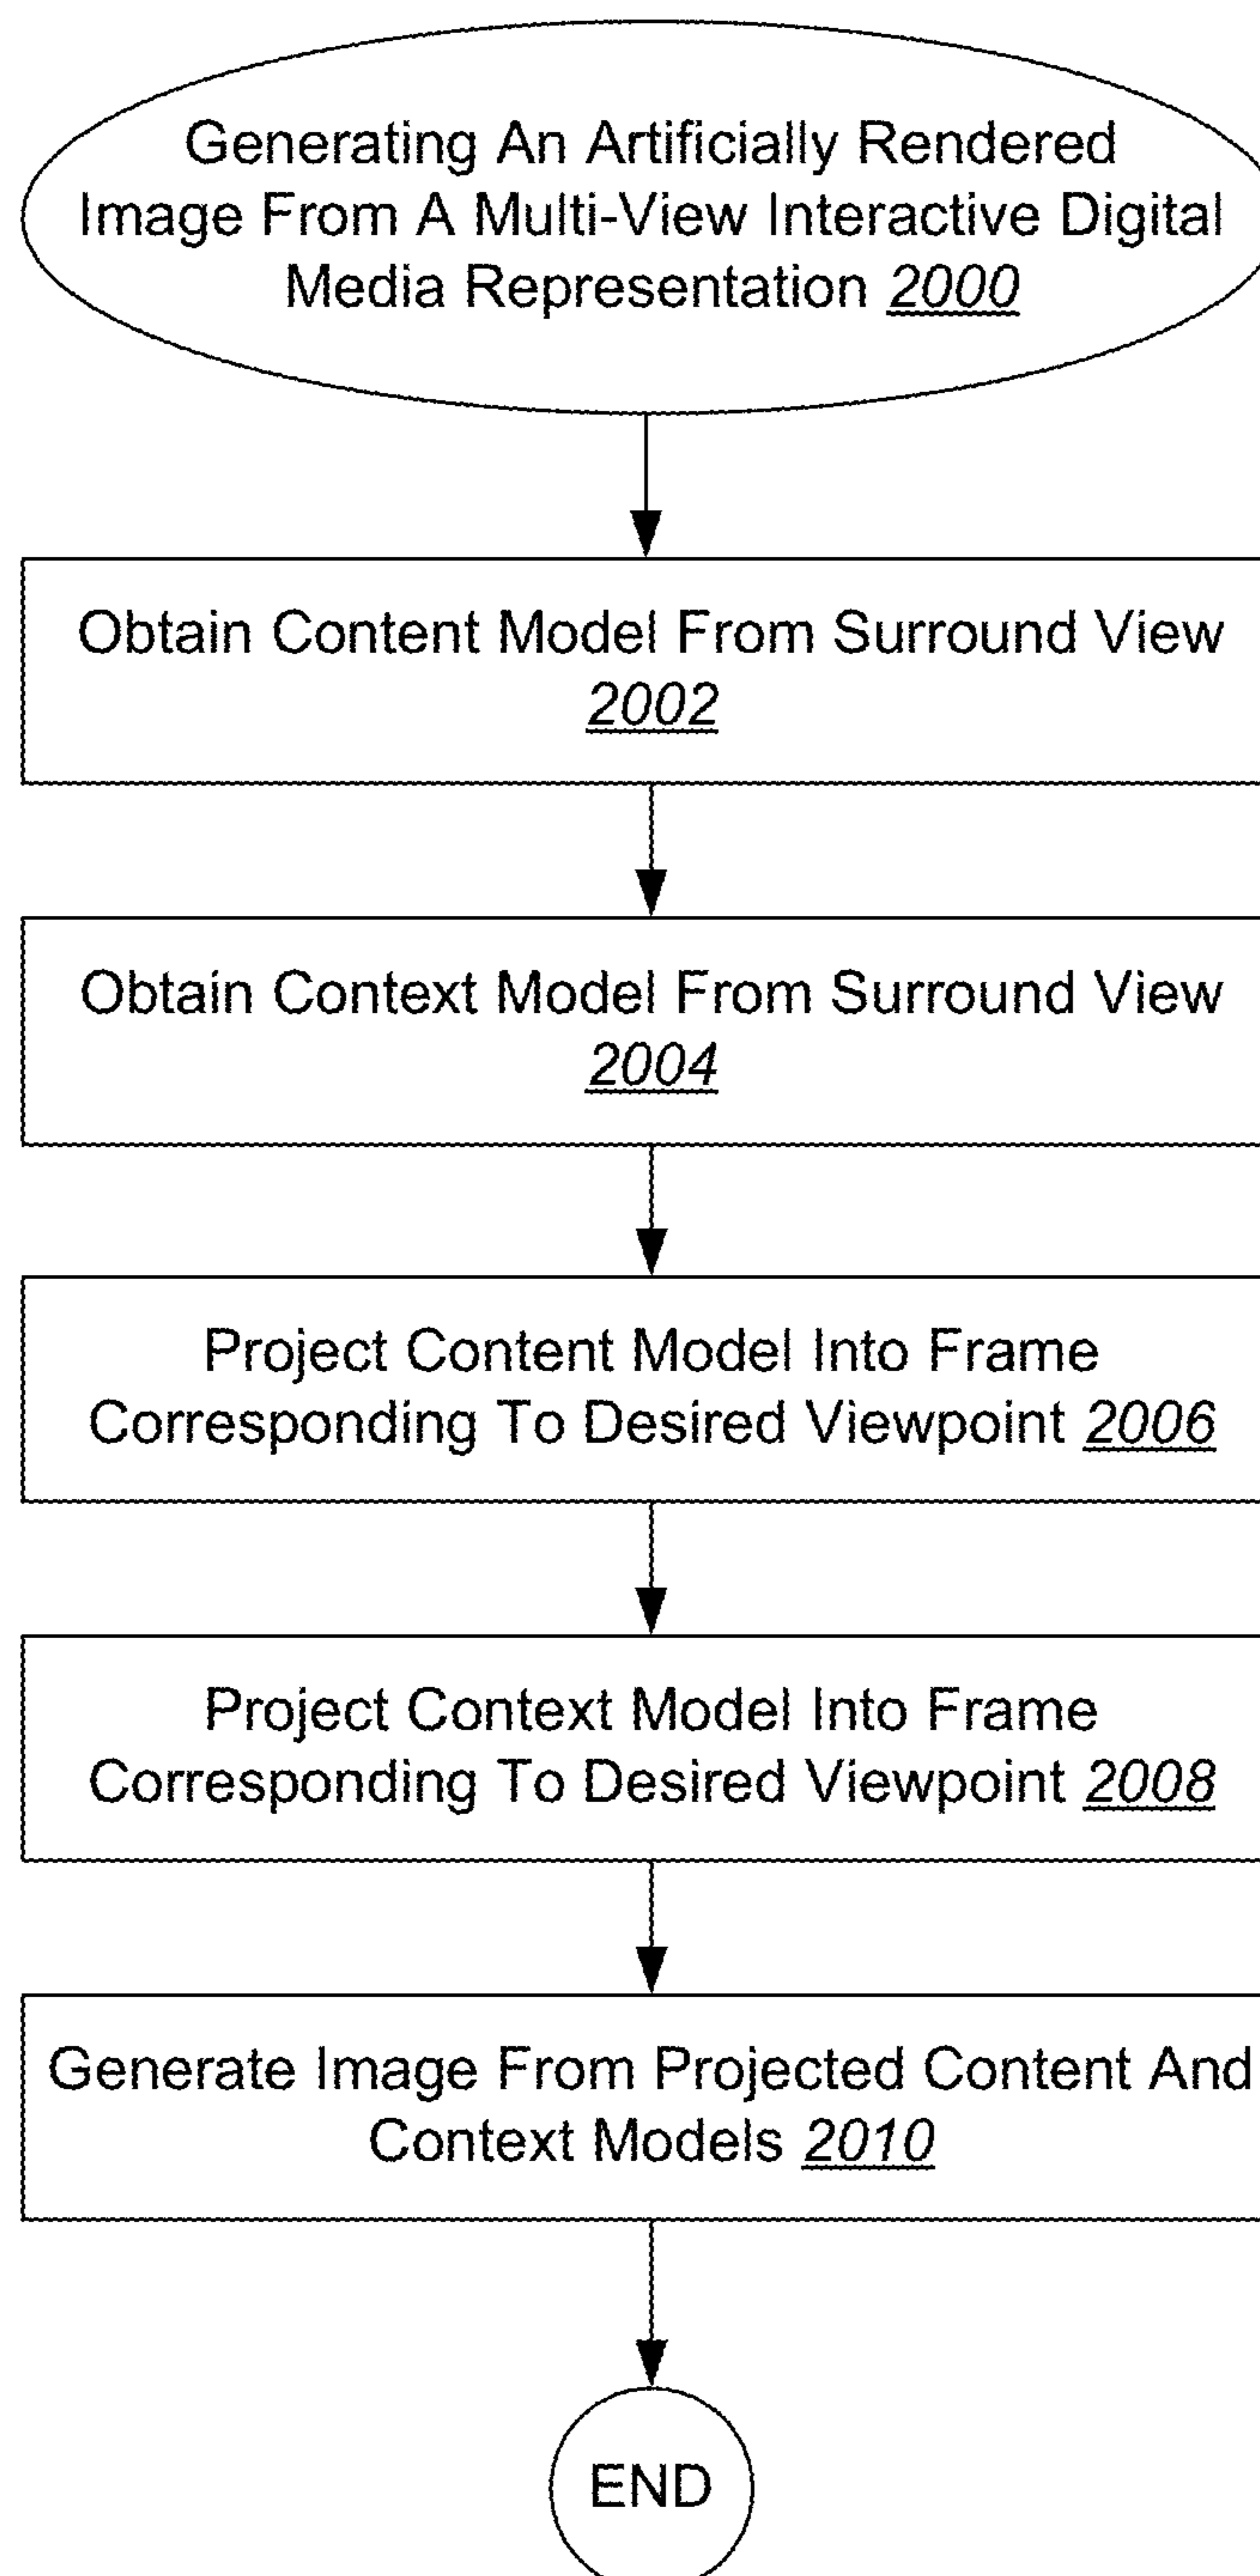 Generating An Artificially Rendered
Image From A Multi-View Interactive Digital
Media Representation 2000
Obtain Content Model From Surround View
2002
Obtain Context Model From Surround View
2004
Project Content Model Into Frame
Corresponding To Desired Viewpoint 2006
Project Context Model Into Frame
Corresponding To Desired Viewpoint 2008
Generate Image From Projected Content And
Context Models 2010
END